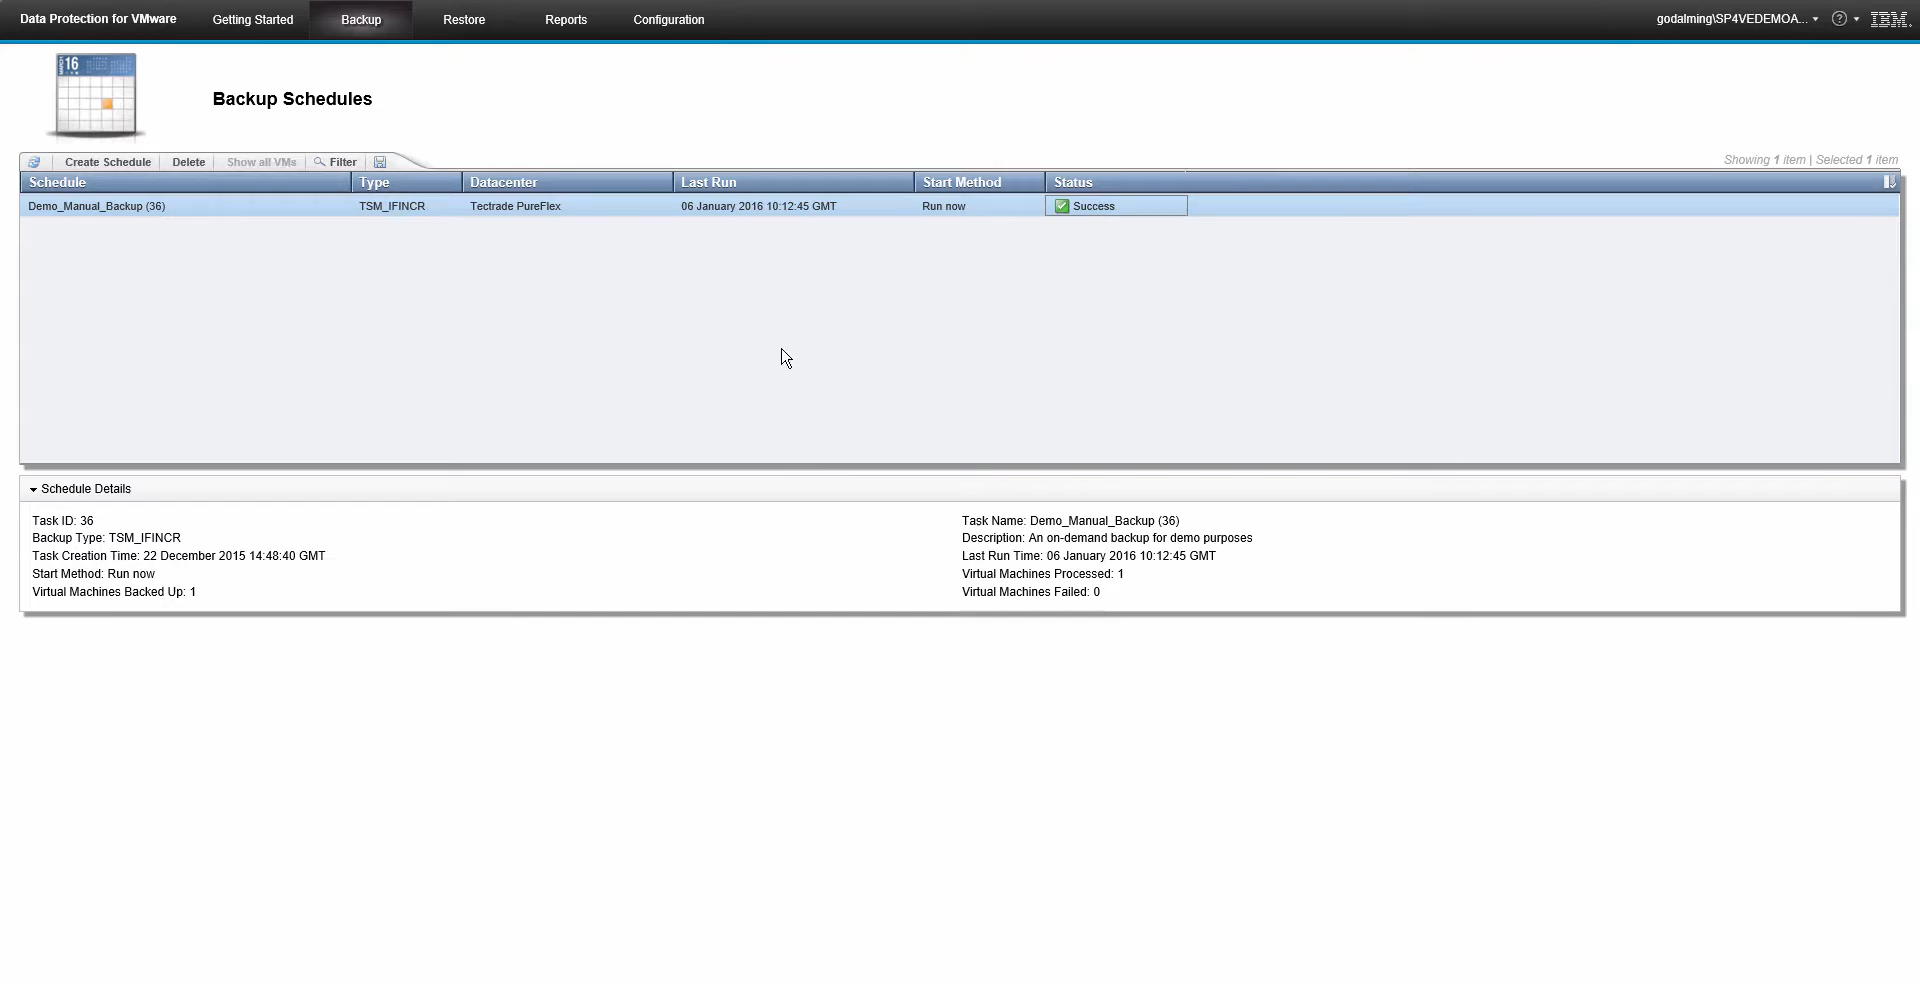 Data Protection for VMware Getting Started Backup Restore Reports Configuration godalming\SP4VEDEMOA... ? IBM.
MARCH 16
Backup Schedules
Create Schedule Delete Show all VMs Filter Showing 1 item | Selected 1 item
Schedule Type Datacenter Last Run Start Method Status
Demo_Manual_Backup (36) TSM_IFINCR Tectrade PureFlex 06 January 2016 10:12:45 GMT Run now Success
Schedule Details
Task ID: 36 Task Name: Demo_Manual_Backup (36)
Backup Type: TSM_IFINCR Description: An on-demand backup for demo purposes
Task Creation Time: 22 December 2015 14:48:40 GMT Last Run Time: 06 January 2016 10:12:45 GMT
Start Method: Run now Virtual Machines Processed: 1
Virtual Machines Backed Up: 1 Virtual Machines Failed: 0